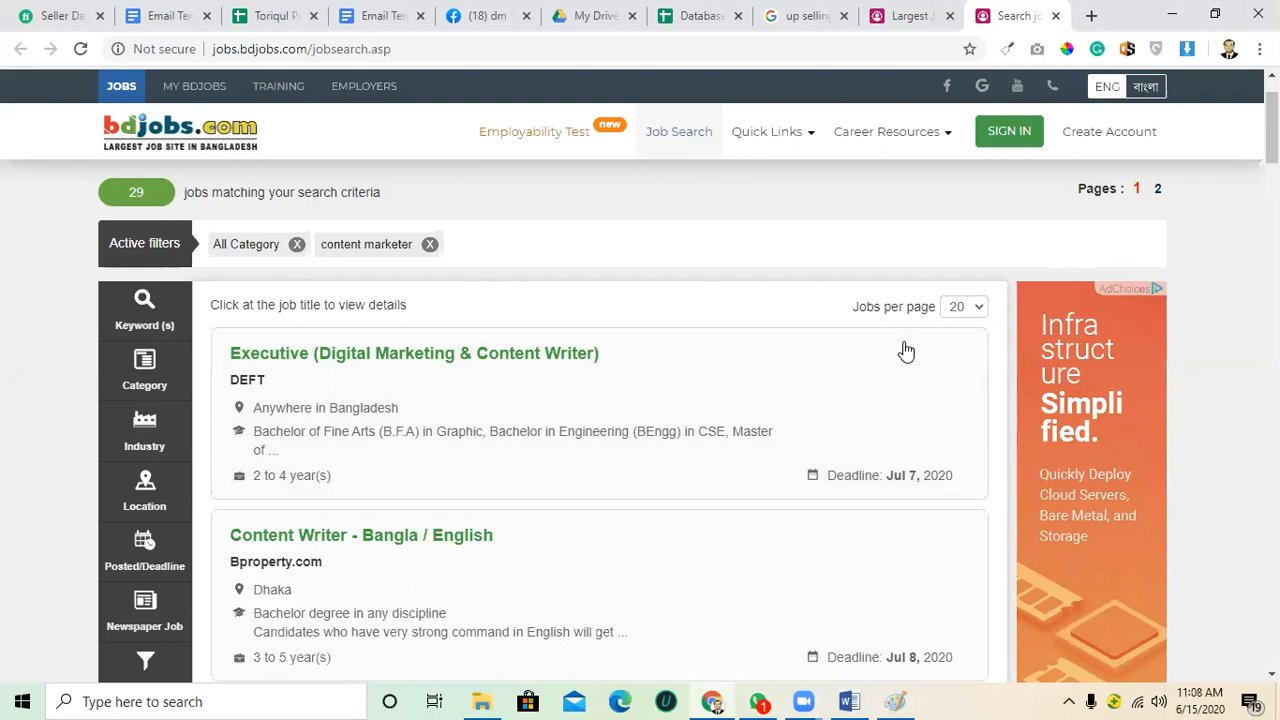 Seller Da
Email Tem
Email Ter
(18) dm
My Drive
Database
up selling
Largest J
Search jo
Not secure
jobs.bdjobs.com/jobsearch.asp
JOBS
MY BDJOBS
TRAINING
EMPLOYERS
ENG
বাংলা
bdjobs.com
LARGEST JOB SITE IN BANGLADESH
Employability Test
new
Job Search
Quick Links
Career Resources
SIGN IN
Create Account
29
jobs matching your search criteria
Pages : 1 2
Active filters
All Category X
content marketer X
Keyword (s)
Category
Industry
Location
Posted/Deadline
Newspaper Job
Click at the job title to view details
Jobs per page 20
Executive (Digital Marketing & Content Writer)
DEFT
Anywhere in Bangladesh
Bachelor of Fine Arts (B.F.A) in Graphic, Bachelor in Engineering (BEngg) in CSE, Master
of ...
2 to 4 year(s)
Deadline: Jul 7, 2020
Content Writer - Bangla / English
Bproperty.com
Dhaka
Bachelor degree in any discipline
Candidates who have very strong command in English will get ...
3 to 5 year(s)
Deadline: Jul 8, 2020
AdChoices
Infra
struct
ure
Simpli
fied.
Quickly Deploy
Cloud Servers,
Bare Metal, and
Storage
Type here to search
1
11:08 AM
6/15/2020
19